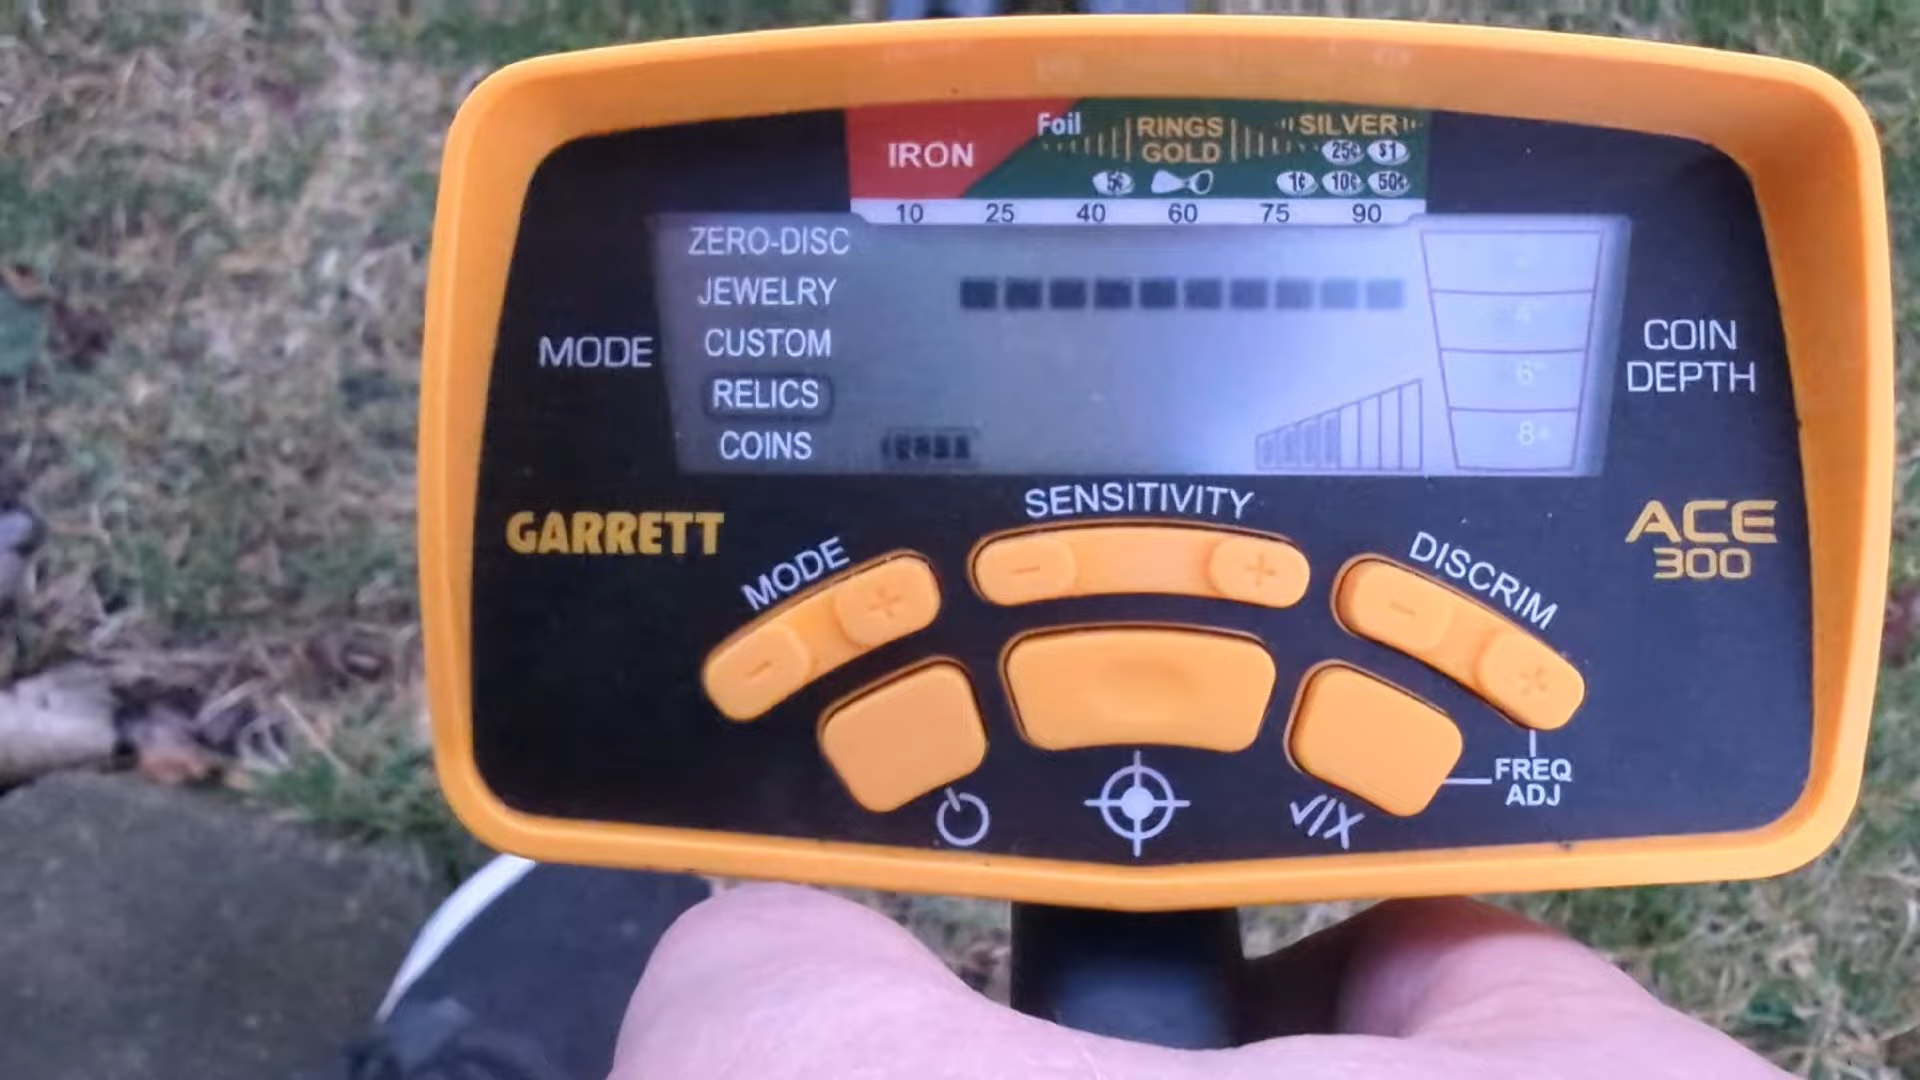 IRON
Foil
RINGS
GOLD
SILVER
25¢ $1
5¢
1¢ 10¢ 50¢
10 25 40 60 75 90
ZERO-DISC
JEWELRY
CUSTOM
RELICS
COINS
MODE
4"
6"
8+
COIN
DEPTH
GARRETT
ACE
300
MODE
- +
SENSITIVITY
- +
DISCRIM
- +
✓/X
FREQ
ADJ